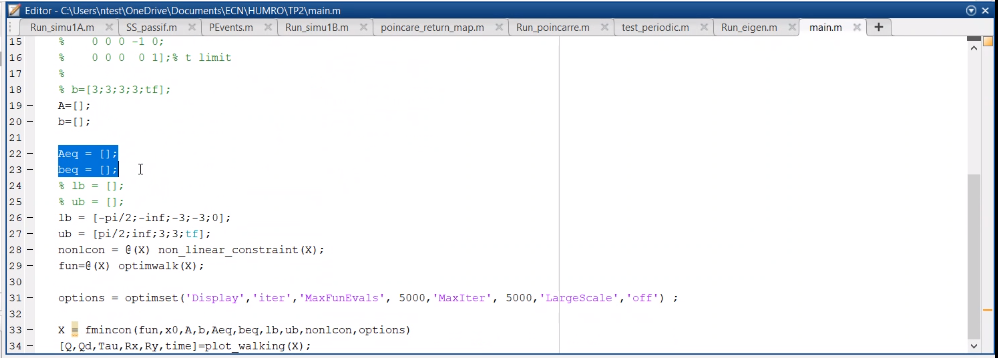 Editor - C:\Users\ntest\OneDrive\Documents\ECN\HUMRO\TP2\main.m
Run_simu1A.m SS_passif.m PEvents.m Run_simu1B.m poincare_return_map.m Run_poincarre.m test_periodic.m Run_eigen.m main.m
15 % 0 0 0 -1 0;
16 % 0 0 0 0 1];% t limit
17 %
18 % b=[3;3;3;3;tf];
19 A=[];
20 b=[];
21
22 Aeq = [];
23 beq = [];
24 % lb = [];
25 % ub = [];
26 lb = [-pi/2;-inf;-3;-3;0];
27 ub = [pi/2;inf;3;3;tf];
28 nonlcon = @(X) non_linear_constraint(X);
29 fun=@(X) optimwalk(X);
30
31 options = optimset('Display','iter','MaxFunEvals', 5000,'MaxIter', 5000,'LargeScale','off') ;
32
33 X = fmincon(fun,x0,A,b,Aeq,beq,lb,ub,nonlcon,options)
34 [Q,Qd,Tau,Rx,Ry,time]=plot_walking(X);